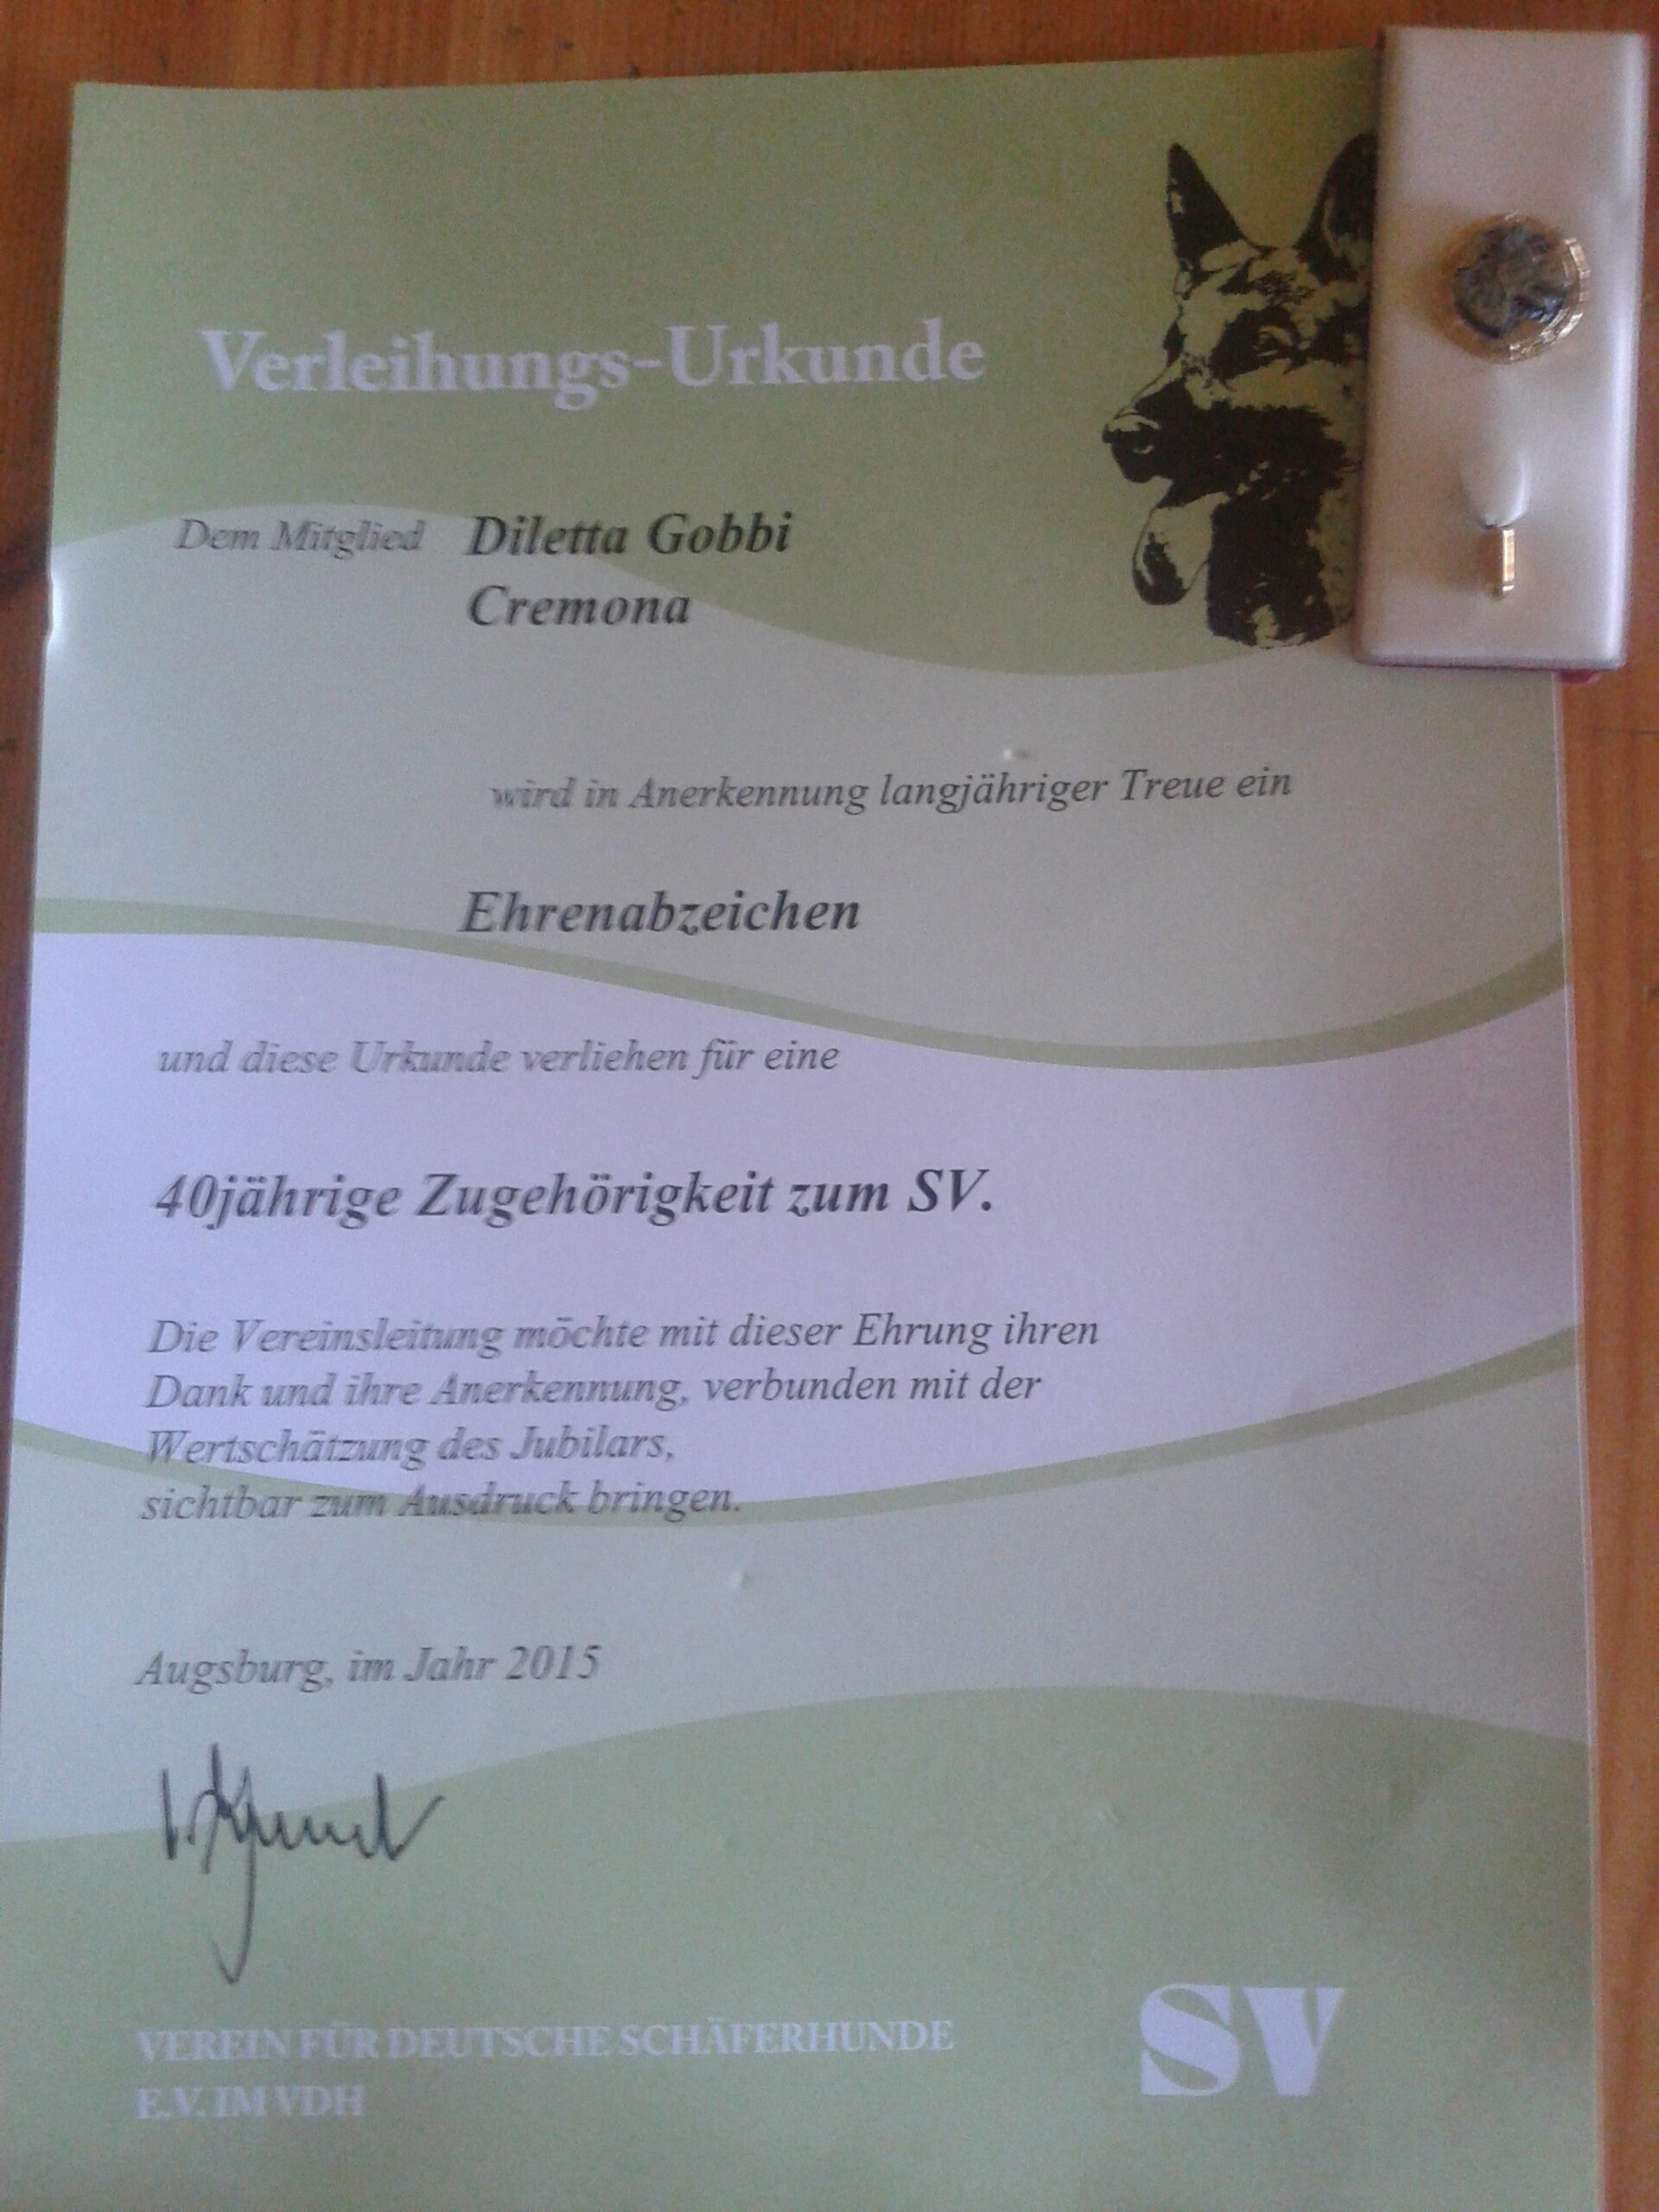 Verleihungs-Urkunde
Dem Mitglied Diletta Gobbi
Cremona
wird in Anerkennung langjähriger Treue ein
Ehrenabzeichen
und diese Urkunde verliehen für eine
40jährige Zugehörigkeit zum SV.
Die Vereinsleitung möchte mit dieser Ehrung ihren
Dank und ihre Anerkennung, verbunden mit der
Wertschätzung des Jubilars,
sichtbar zum Ausdruck bringen.
Augsburg, im Jahr 2015
VEREIN FÜR DEUTSCHE SCHÄFERHUNDE
E.V. IM VDH
SV